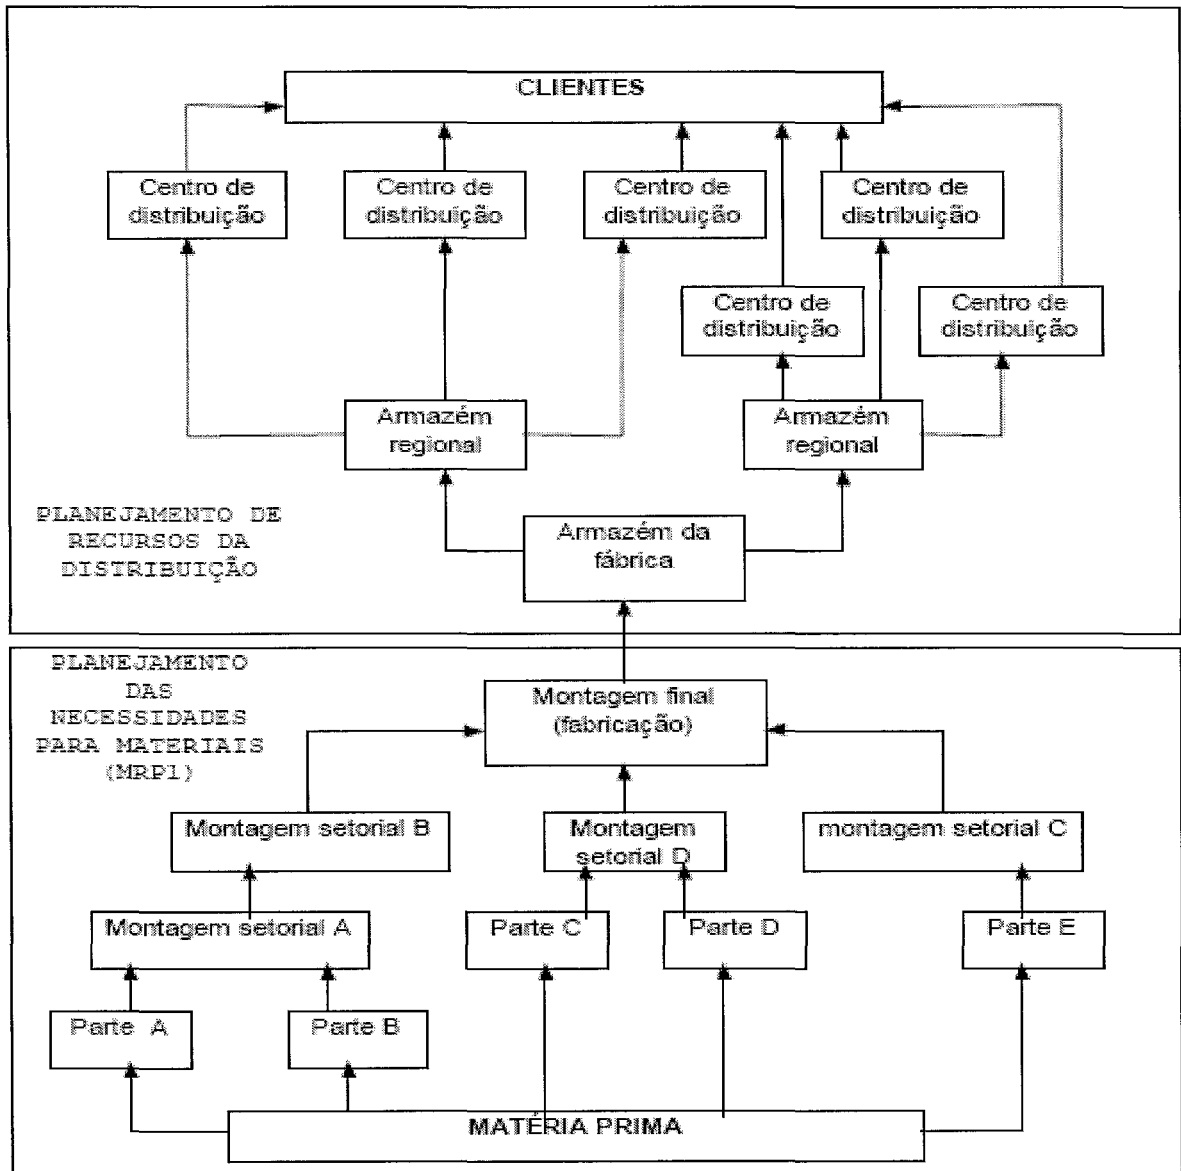 CLIENTES
Centro de
distribuição
Centro de
distribuição
Centro de
distribuição
Centro de
distribuição
Centro de
distribuição
Centro de
distribuição
Armazém
regional
Armazém
regional
PLANEJAMENTO DE
RECURSOS DA
DISTRIBUIÇÃO
Armazém da
fábrica
PLANEJAMENTO
DAS
NECESSIDADES
PARA MATERIAIS
(MRP1)
Montagem final
(fabricação)
Montagem setorial B
Montagem
setorial D
montagem setorial C
Montagem setorial A
Parte C
Parte D
Parte E
Parte A
Parte B
MATÉRIA PRIMA